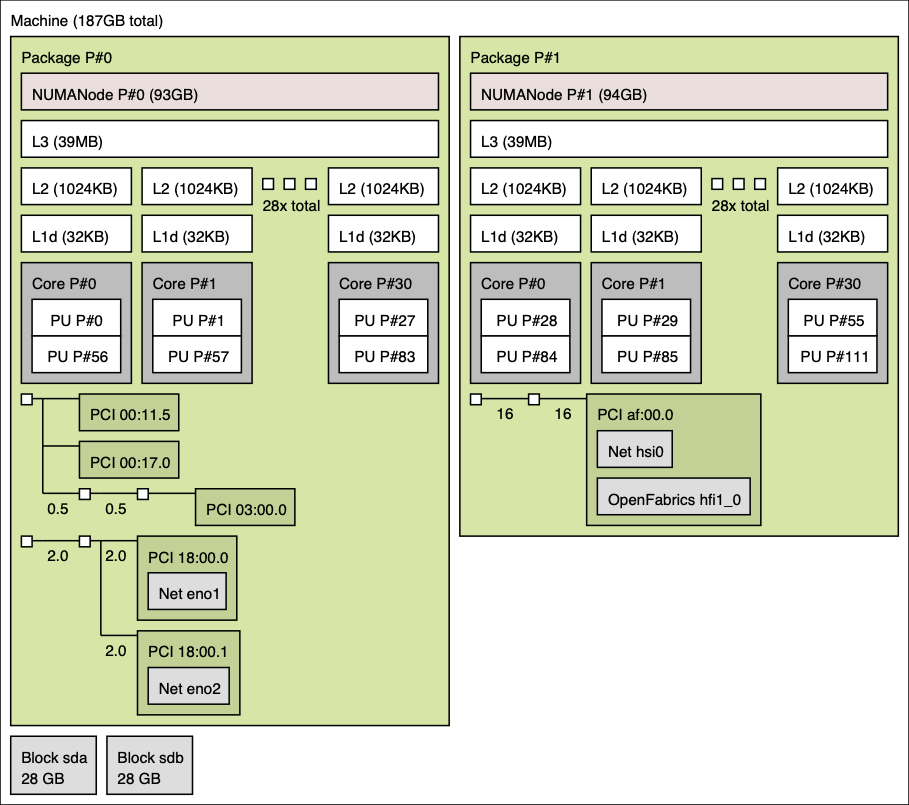 Machine (187GB total)
Package P#0
NUMANode P#0 (93GB)
L3 (39MB)
L2 (1024KB)
L2 (1024KB)
28x total
L2 (1024KB)
L1d (32KB)
L1d (32KB)
L1d (32KB)
Core P#0
PU P#0
PU P#56
Core P#1
PU P#1
PU P#57
Core P#30
PU P#27
PU P#83
PCI 00:11.5
PCI 00:17.0
0.5
0.5
PCI 03:00.0
2.0
2.0
PCI 18:00.0
Net eno1
2.0
PCI 18:00.1
Net eno2
Package P#1
NUMANode P#1 (94GB)
L3 (39MB)
L2 (1024KB)
L2 (1024KB)
28x total
L2 (1024KB)
L1d (32KB)
L1d (32KB)
L1d (32KB)
Core P#0
PU P#28
PU P#84
Core P#1
PU P#29
PU P#85
Core P#30
PU P#55
PU P#111
16
16
PCI af:00.0
Net hsi0
OpenFabrics hfi1_0
Block sda
28 GB
Block sdb
28 GB